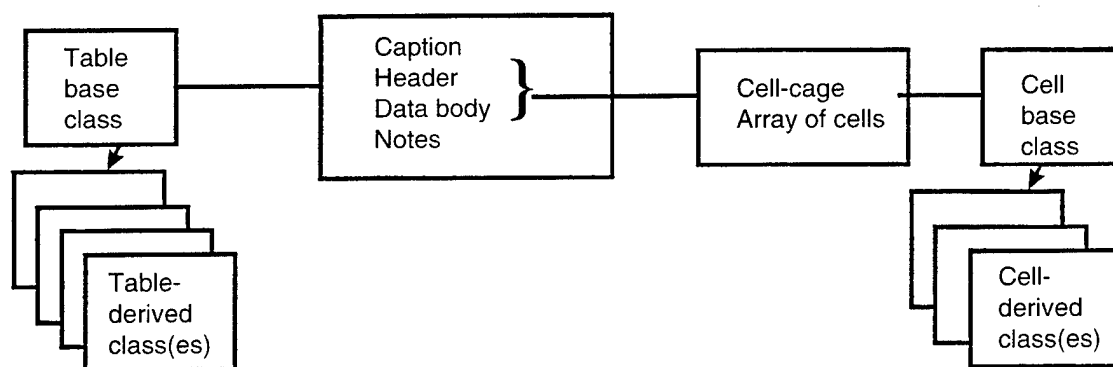 Table
base
class
Caption
Header
Data body
Notes
Cell-cage
Array of cells
Cell
base
class
Table-
derived
class(es)
Cell-
derived
class(es)